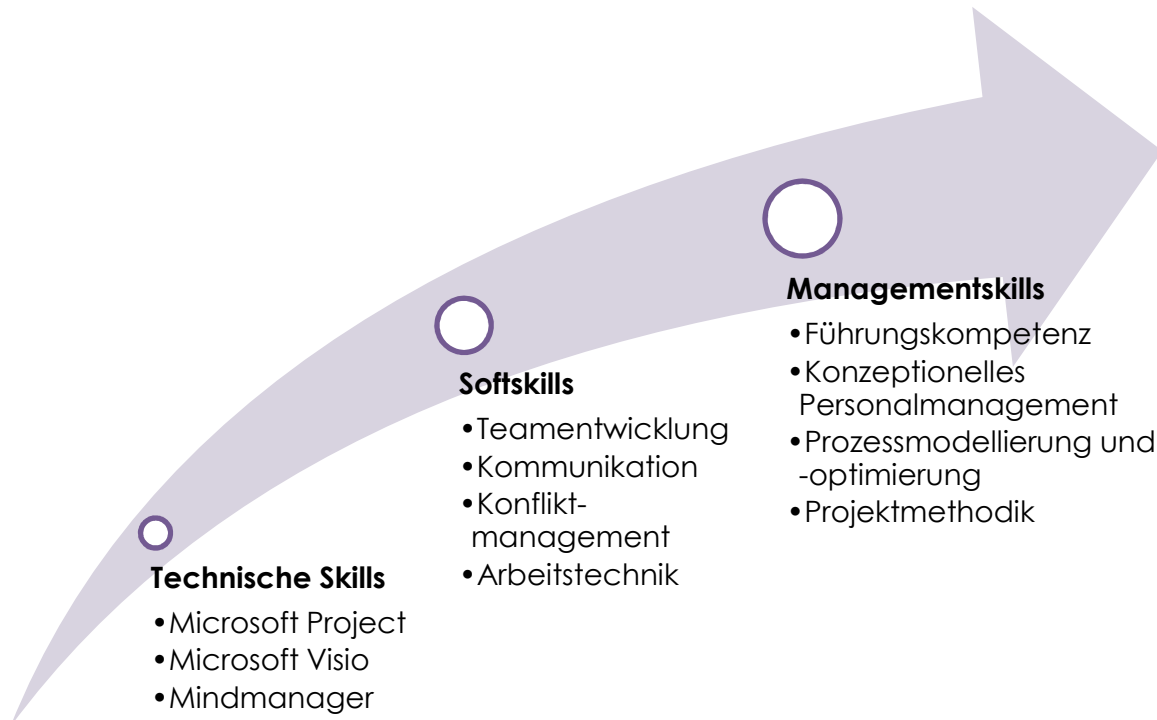 Technische Skills
•Microsoft Project
•Microsoft Visio
•Mindmanager
Softskills
•Teamentwicklung
•Kommunikation
•Konflikt-
management
•Arbeitstechnik
Managementskills
•Führungskompetenz
•Konzeptionelles
Personalmanagement
•Prozessmodellierung und
-optimierung
•Projektmethodik